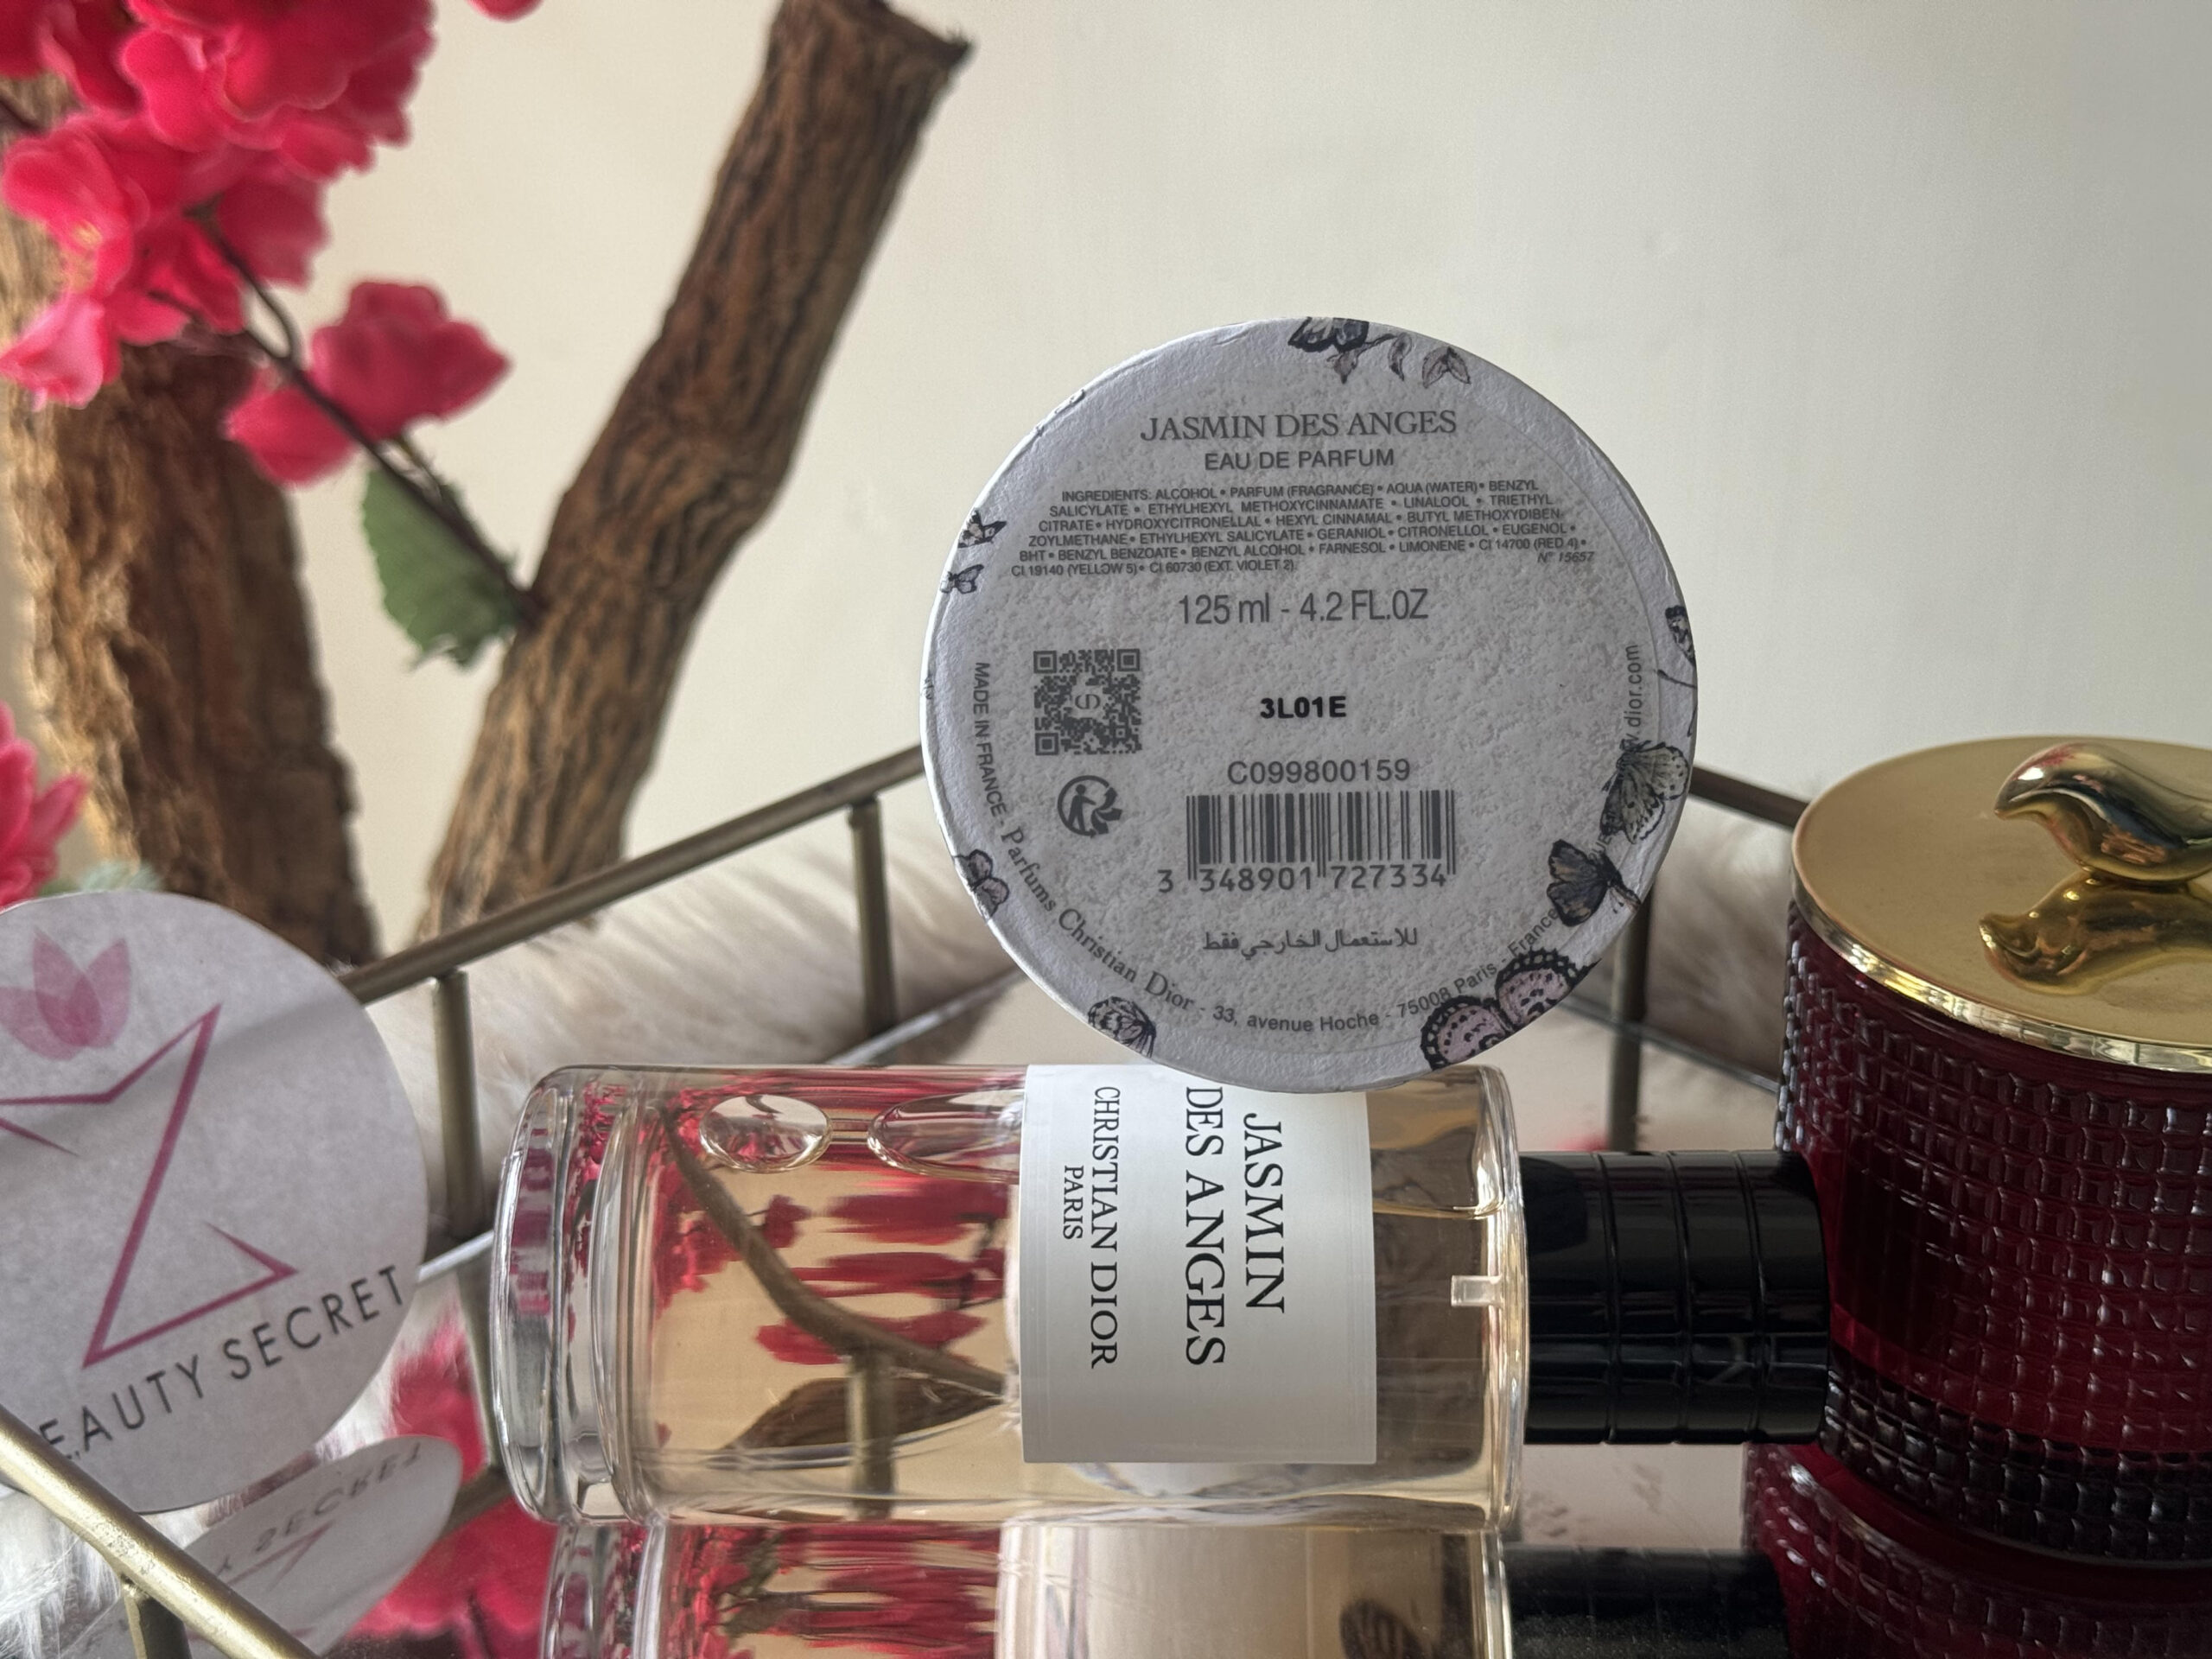 JASMIN DES ANGES
EAU DE PARFUM
INGREDIENTS: ALCOHOL • PARFUM (FRAGRANCE) • AQUA (WATER) • BENZYL
SALICYLATE • ETHYLHEXYL METHOXYCINNAMATE • LINALOOL • TRIETHYL
CITRATE • HYDROXYCITRONELLAL • HEXYL CINNAMAL • BUTYL METHOXYDIBEN-
ZOYLMETHANE • ETHYLHEXYL SALICYLATE • GERANIOL • CITRONELLOL • EUGENOL •
BHT • BENZYL BENZOATE • BENZYL ALCOHOL • FARNESOL • LIMONENE • CI 14700 (RED 4) •
CI 19140 (YELLOW 5) • CI 60730 (EXT. VIOLET 2).
N° 15657
125 ml - 4.2 FL.OZ
3L01E
C099800159
3 348901 727334
للاستعمال الخارجي فقط
MADE IN FRANCE - Parfums Christian Dior - 33, avenue Hoche - 75008 Paris - France
dior.com
JASMIN
DES ANGES
CHRISTIAN DIOR
PARIS
EAUTY SECRET
Y SECRET